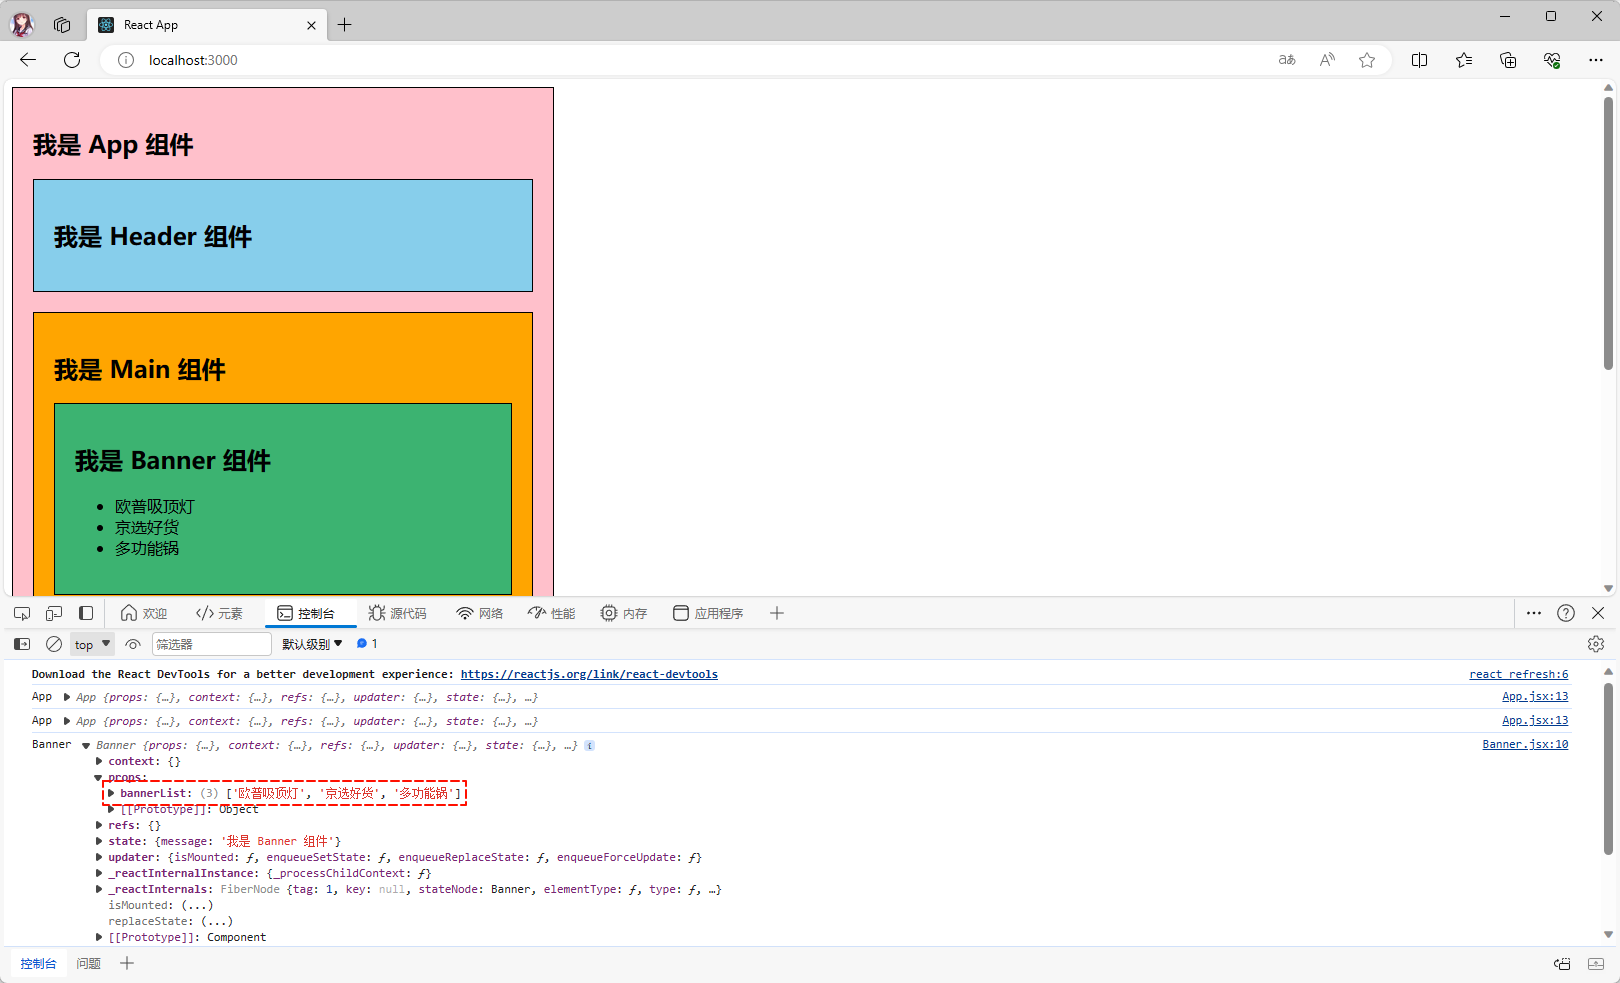 React App
localhost:3000
aあ
A
我是 App 组件
我是 Header 组件
我是 Main 组件
我是 Banner 组件
欧普吸顶灯
京选好货
多功能锅
欢迎 </> 元素 控制台 源代码 网络 性能 内存 应用程序
top 筛选器 默认级别 1
Download the React DevTools for a better development experience: https://reactjs.org/link/react-devtools react refresh:6
App App {props: {…}, context: {…}, refs: {…}, updater: {…}, state: {…}, …} App.jsx:13
App App {props: {…}, context: {…}, refs: {…}, updater: {…}, state: {…}, …} App.jsx:13
Banner Banner {props: {…}, context: {…}, refs: {…}, updater: {…}, state: {…}, …} i Banner.jsx:10
context: {}
props:
bannerList: (3) ['欧普吸顶灯', '京选好货', '多功能锅']
[[Prototype]]: Object
refs: {}
state: {message: '我是 Banner 组件'}
updater: {isMounted: ƒ, enqueueSetState: ƒ, enqueueReplaceState: ƒ, enqueueForceUpdate: ƒ}
_reactInternalInstance: {_processChildContext: ƒ}
_reactInternals: FiberNode {tag: 1, key: null, stateNode: Banner, elementType: ƒ, type: ƒ, …}
isMounted: (...)
replaceState: (...)
[[Prototype]]: Component
控制台 问题